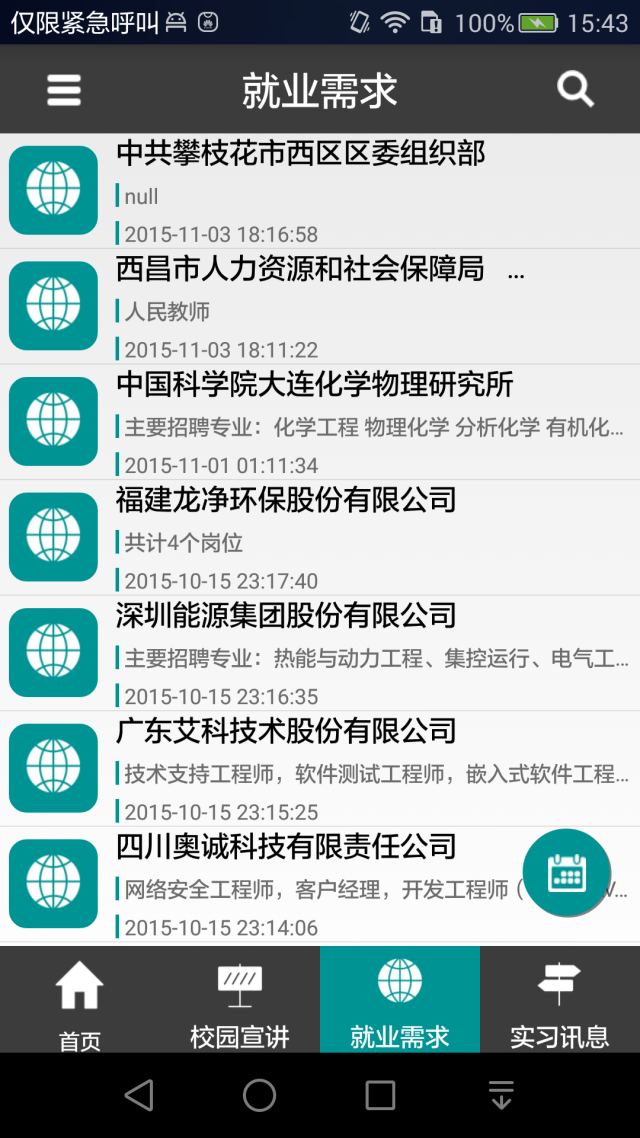 仅限紧急呼叫 100% 15:43
就业需求
中共攀枝花市西区区委组织部
null
2015-11-03 18:16:58
西昌市人力资源和社会保障局 ...
人民教师
2015-11-03 18:11:22
中国科学院大连化学物理研究所
主要招聘专业：化学工程 物理化学 分析化学 有机化...
2015-11-01 01:11:34
福建龙净环保股份有限公司
共计4个岗位
2015-10-15 23:17:40
深圳能源集团股份有限公司
主要招聘专业：热能与动力工程、集控运行、电气工...
2015-10-15 23:16:35
广东艾科技术股份有限公司
技术支持工程师，软件测试工程师，嵌入式软件工程...
2015-10-15 23:15:25
四川奥诚科技有限责任公司
网络安全工程师，客户经理，开发工程师（
2015-10-15 23:14:06
首页 校园宣讲 就业需求 实习讯息